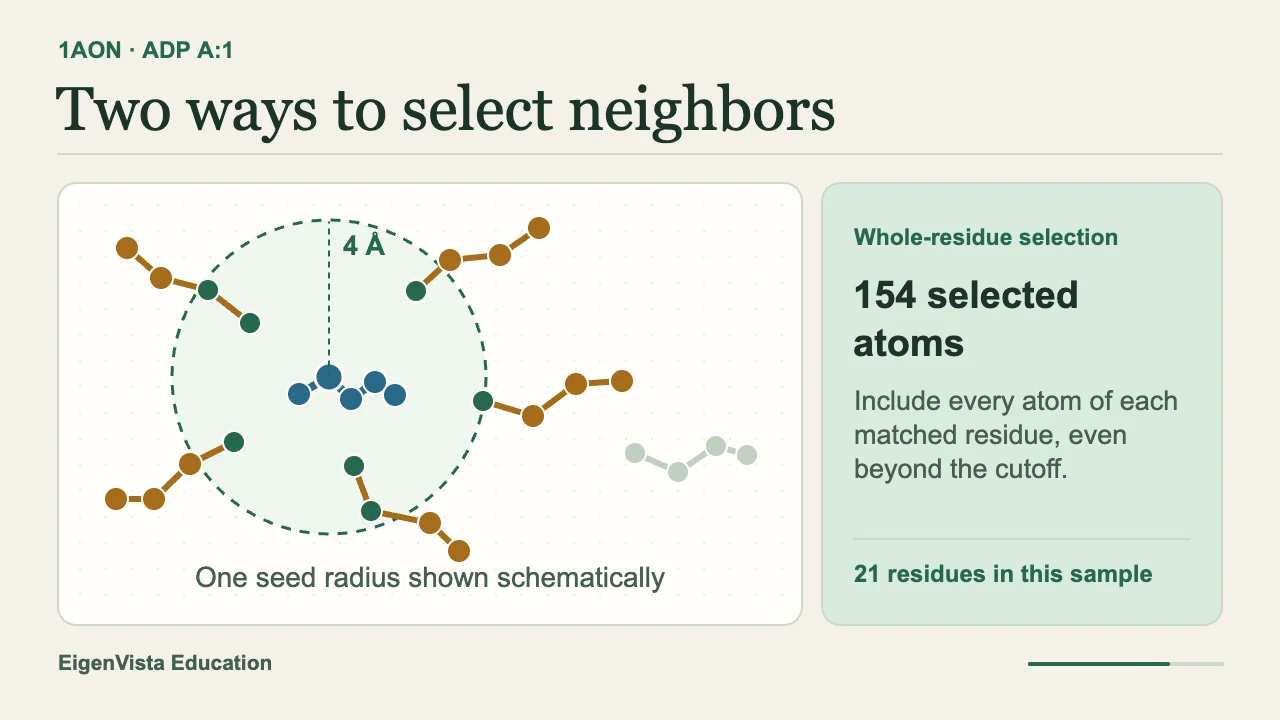 1AON · ADP A:1
Two ways to select neighbors
4 Å
One seed radius shown schematically
Whole-residue selection
154 selected
atoms
Include every atom of each
matched residue, even
beyond the cutoff.
21 residues in this sample
EigenVista Education